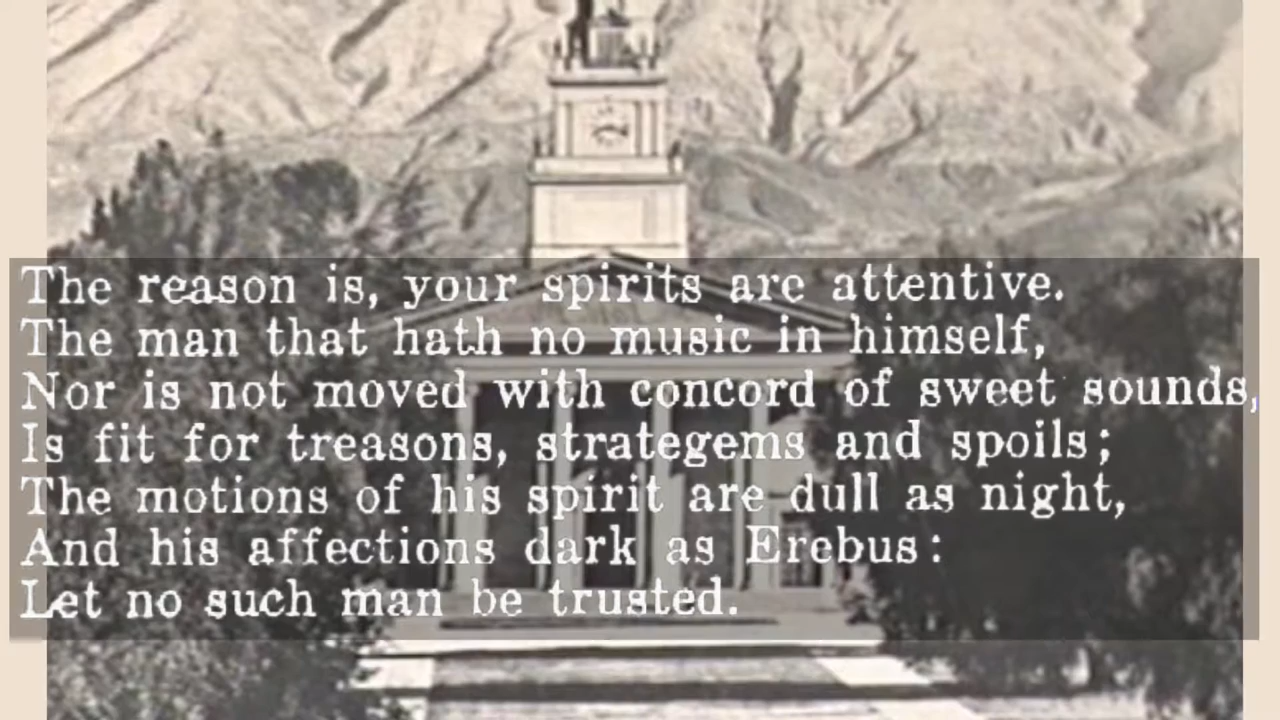 The reason is, your spirits are attentive.
The man that hath no music in himself,
Nor is not moved with concord of sweet sounds,
Is fit for treasons, strategems and spoils;
The motions of his spirit are dull as night,
And his affections dark as Erebus:
Let no such man be trusted.